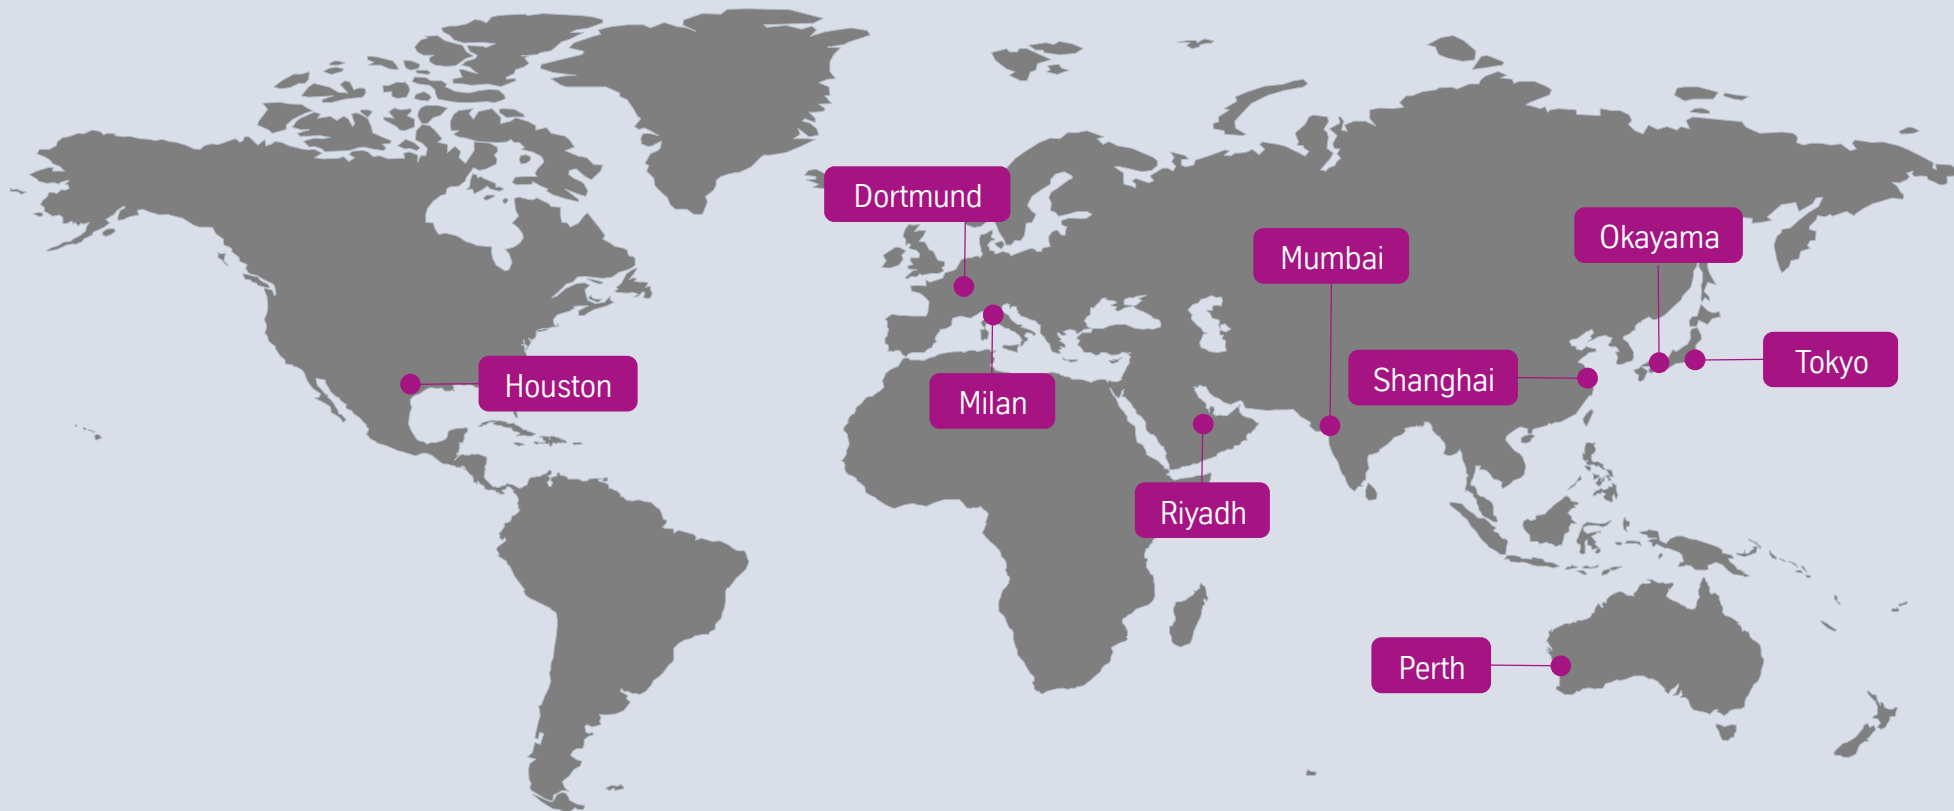 Dortmund
Okayama
Mumbai
Tokyo
Shanghai
Houston
Milan
Riyadh
Perth